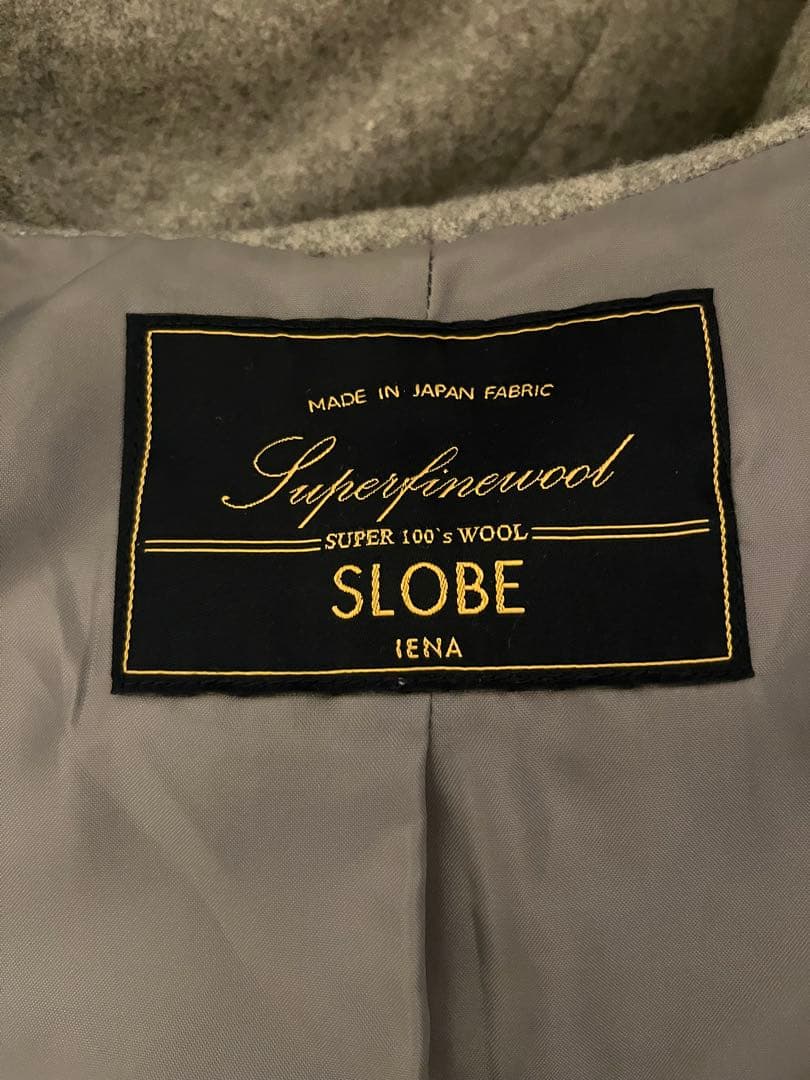 MADE IN JAPAN FABRIC
Superfinewool
SUPER 100`s WOOL
SLOBE
IENA